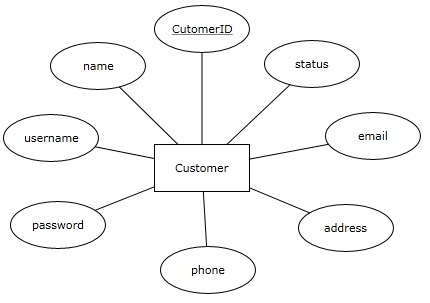 CutomerID
name
status
username
email
Customer
password
address
phone